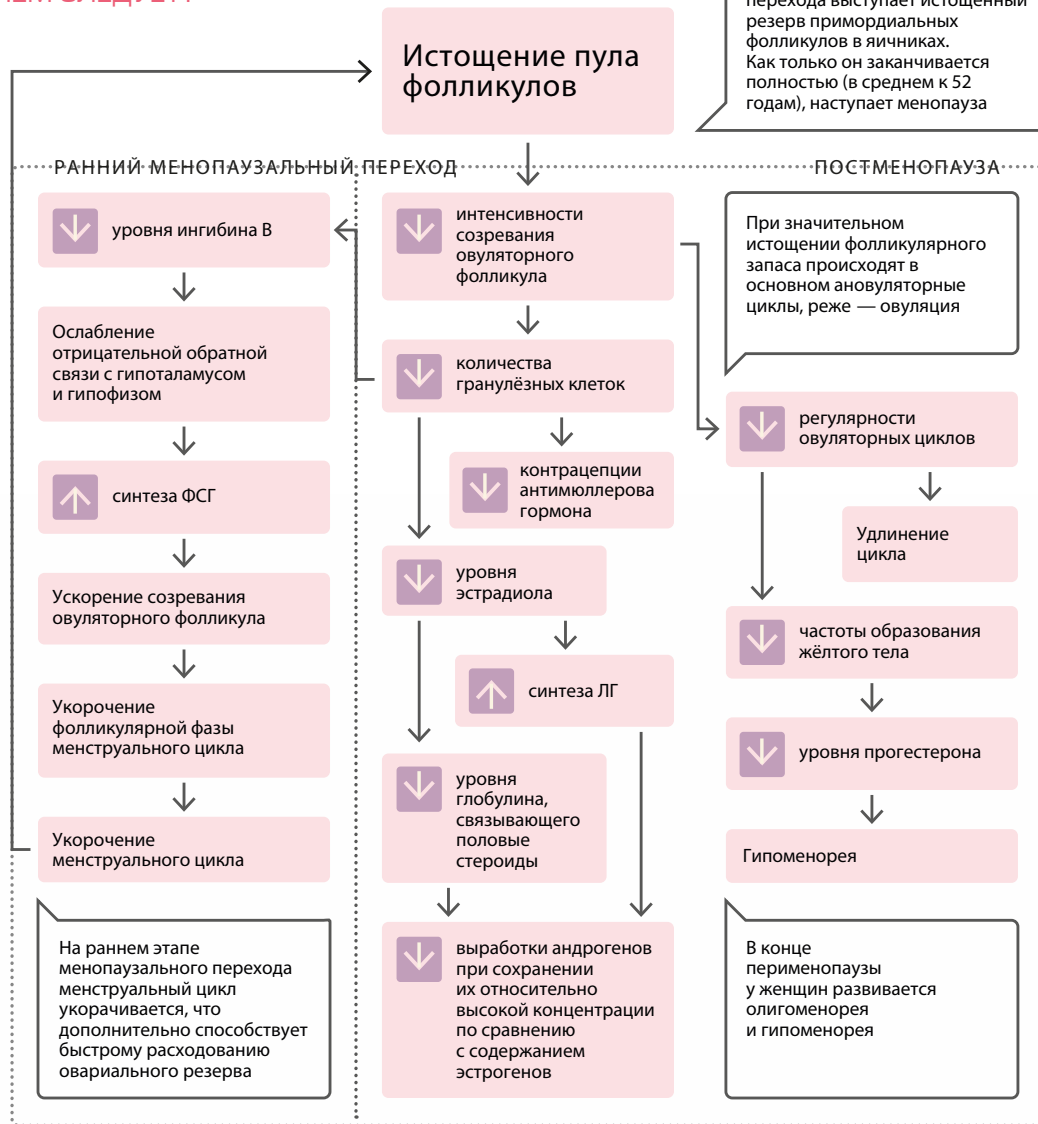 Истощение пула
фолликулов
перехода выступает истощенный
резерв примордиальных
фолликулов в яичниках.
Как только он заканчивается
полностью (в среднем к 52
годам), наступает менопауза
РАННИЙ МЕНОПАУЗАЛЬНЫЙ ПЕРЕХОД
ПОСТМЕНОПАУЗА
уровня ингибина B
Ослабление
отрицательной обратной
связи с гипоталамусом
и гипофизом
синтеза ФСГ
Ускорение созревания
овуляторного фолликула
Укорочение
фолликулярной фазы
менструального цикла
Укорочение
менструального цикла
На раннем этапе
менопаузального перехода
менструальный цикл
укорачивается, что
дополнительно способствует
быстрому расходованию
овариального резерва
интенсивности
созревания
овуляторного
фолликула
количества
гранулёзных клеток
контрацепции
антимюллерова
гормона
уровня
эстрадиола
синтеза ЛГ
уровня
глобулина,
связывающего
половые
стероиды
выработки андрогенов
при сохранении
их относительно
высокой концентрации
по сравнению
с содержанием
эстрогенов
При значительном
истощении фолликулярного
запаса происходят в
основном ановуляторные
циклы, реже — овуляция
регулярности
овуляторных циклов
Удлинение
цикла
частоты образования
жёлтого тела
уровня прогестерона
Гипоменорея
В конце
перименопаузы
у женщин развивается
олигоменорея
и гипоменорея